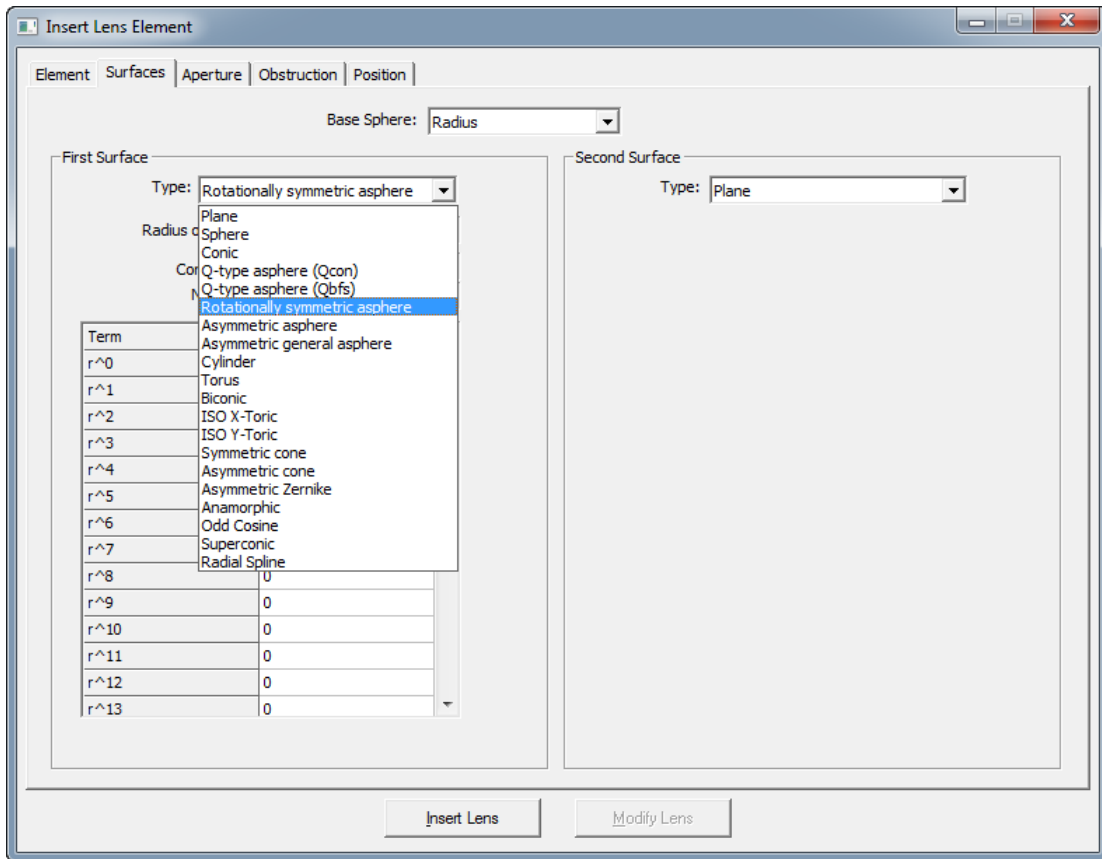 Insert Lens Element
Element Surfaces Aperture Obstruction Position
Base Sphere: Radius
First Surface
Type: Rotationally symmetric asphere
Plane
Sphere
Conic
Q-type asphere (Qcon)
Q-type asphere (Qbfs)
Rotationally symmetric asphere
Asymmetric asphere
Asymmetric general asphere
Cylinder
Torus
Biconic
ISO X-Toric
ISO Y-Toric
Symmetric cone
Asymmetric cone
Asymmetric Zernike
Anamorphic
Odd Cosine
Superconic
Radial Spline
Radius
Term
r^0
r^1
r^2
r^3
r^4
r^5
r^6
r^7
r^8 0
r^9 0
r^10 0
r^11 0
r^12 0
r^13 0
Second Surface
Type: Plane
Insert Lens Modify Lens